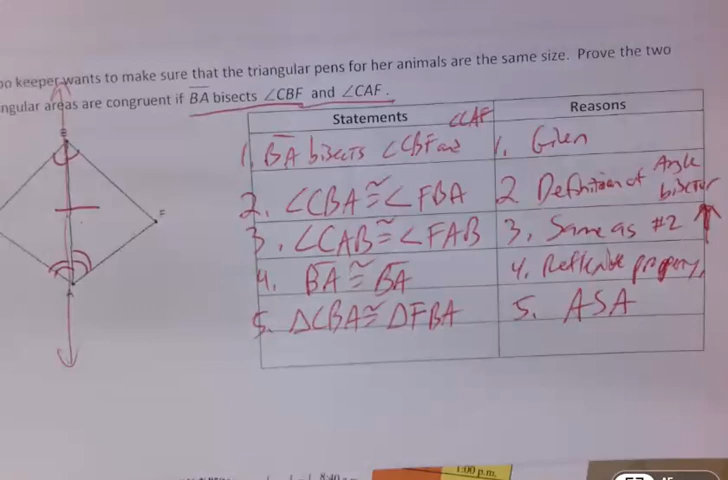 keeper wants to make sure that the triangular pens for her animals are the same size. Prove the two
ngular areas are congruent if BA bisects ∠CBF and ∠CAF.
Statements Reasons
1. BA bisects ∠CBF and ∠CAF 1. Given
2. ∠CBA ≅ ∠FBA 2 Definition of Angle bisector
3. ∠CAB ≅ ∠FAB 3, Same as #2
4. BA ≅ BA 4. Reflexive property,
5. ΔCBA ≅ ΔFBA 5. ASA
B
F
A
1:00 p.m.